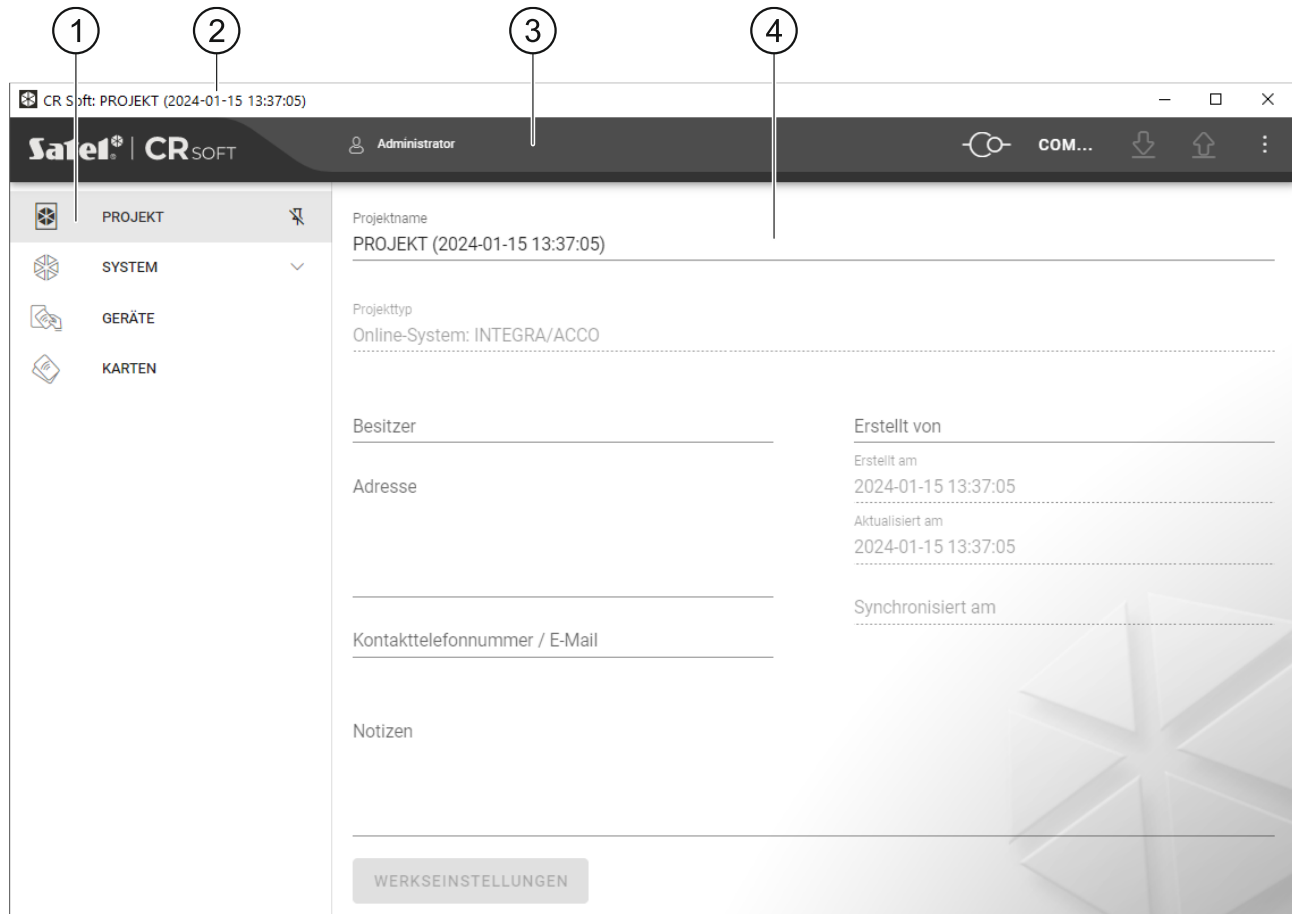 1 2 3 4
CR Soft: PROJEKT (2024-01-15 13:37:05)
Satel® | CR SOFT
Administrator
COM...
PROJEKT
SYSTEM
GERÄTE
KARTEN
Projektname
PROJEKT (2024-01-15 13:37:05)
Projekttyp
Online-System: INTEGRA/ACCO
Besitzer
Adresse
Kontakttelefonnummer / E-Mail
Erstellt von
Erstellt am
2024-01-15 13:37:05
Aktualisiert am
2024-01-15 13:37:05
Synchronisiert am
Notizen
WERKSEINSTELLUNGEN